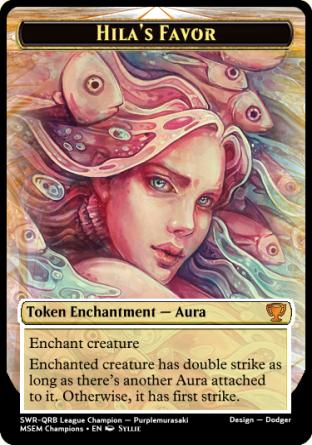 Hila's Favor
Token Enchantment — Aura
Enchant creature
Enchanted creature has double strike as
long as there's another Aura attached
to it. Otherwise, it has first strike.
SWR-QRB League Champion — Purplemurasaki
Design — Dodger
MSEM Champions • EN Syllie